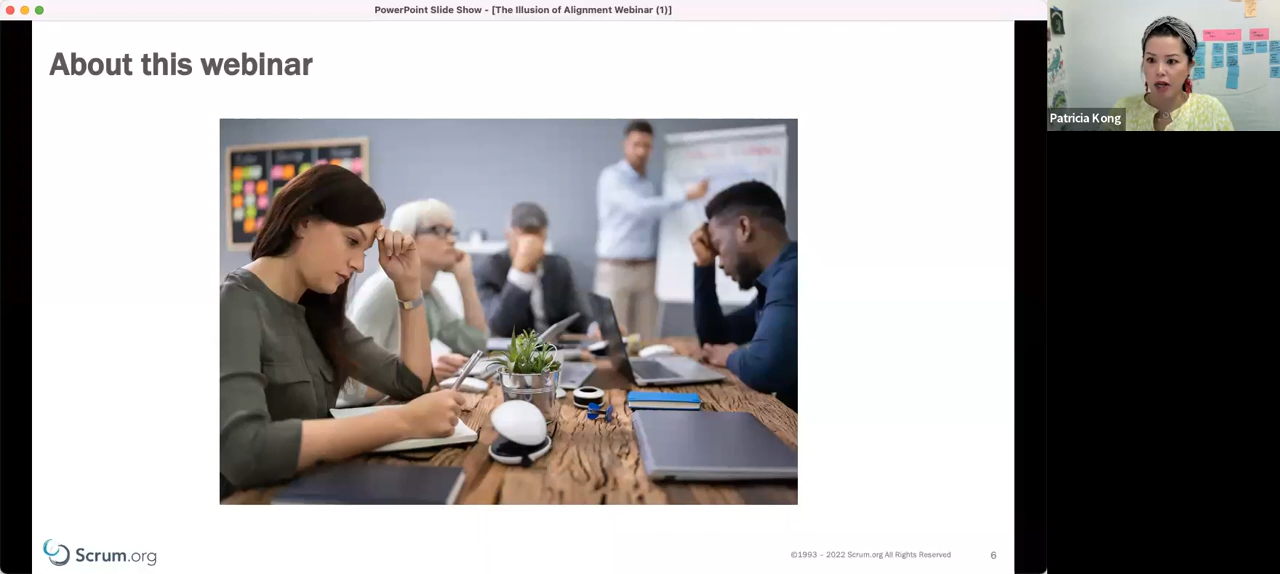 PowerPoint Slide Show - [The Illusion of Alignment Webinar (1)]
About this webinar
Patricia Kong
Scrum.org
©1993 – 2022 Scrum.org All Rights Reserved
6